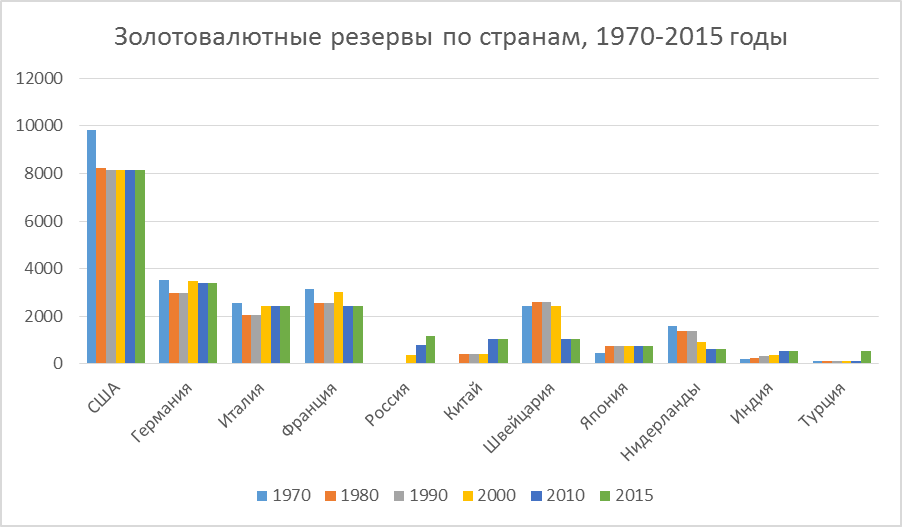 Золотовалютные резервы по странам, 1970-2015 годы
12000
10000
8000
6000
4000
2000
0
США
Германия
Италия
Франция
Россия
Китай
Швейцария
Япония
Нидерланды
Индия
Турция
1970 1980 1990 2000 2010 2015